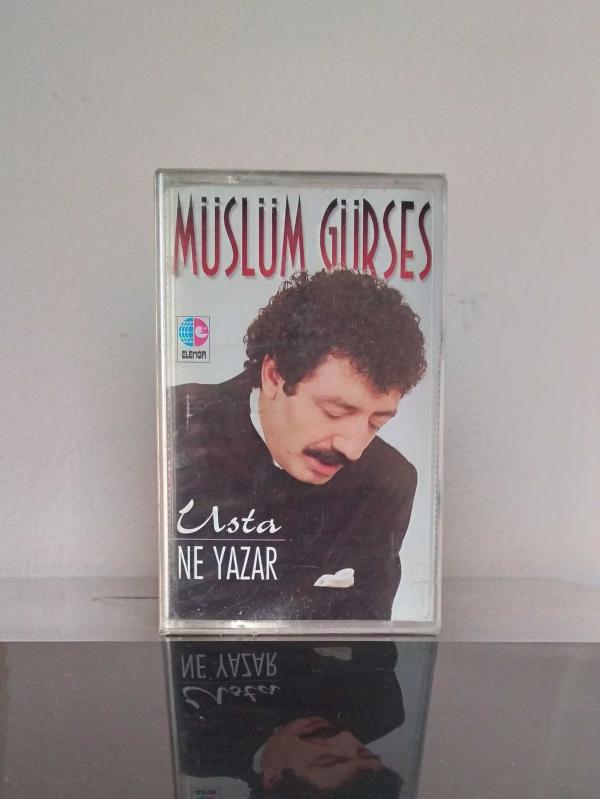 MÜSLÜM GÜRSES
ELENOR
Usta
NE YAZAR